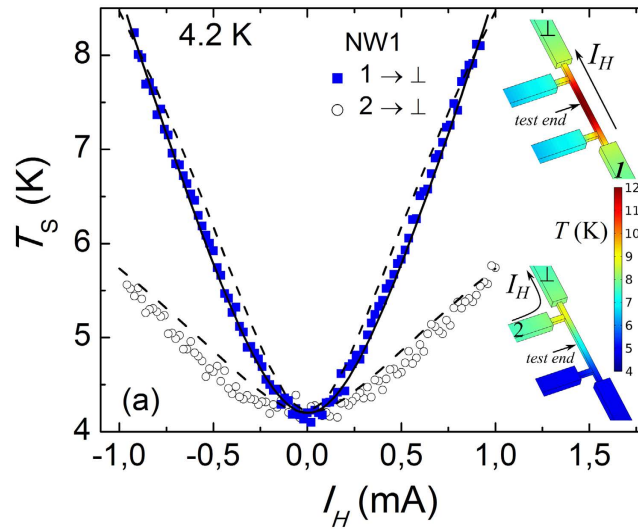 4.2 K
NW1
1 → ⊥
2 → ⊥
(a)
T_S (K)
8
7
6
5
4
-1,0 -0,5 0,0 0,5 1,0
I_H (mA)
⊥
I_H
test end
1
T (K)
12
11
10
9
8
7
6
5
4
⊥
I_H
2
test end